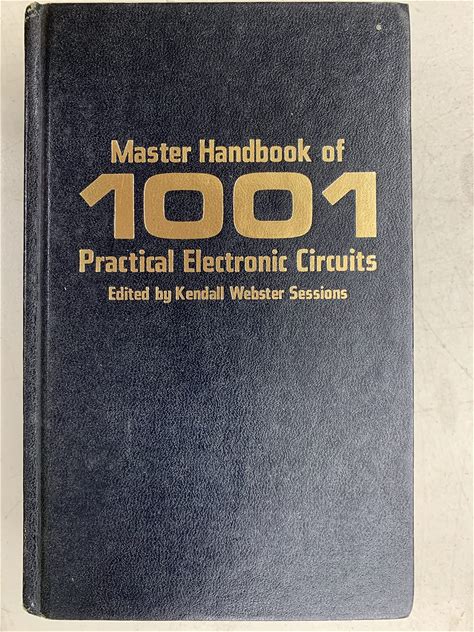 Master Handbook of
1001
Practical Electronic Circuits
Edited by Kendall Webster Sessions